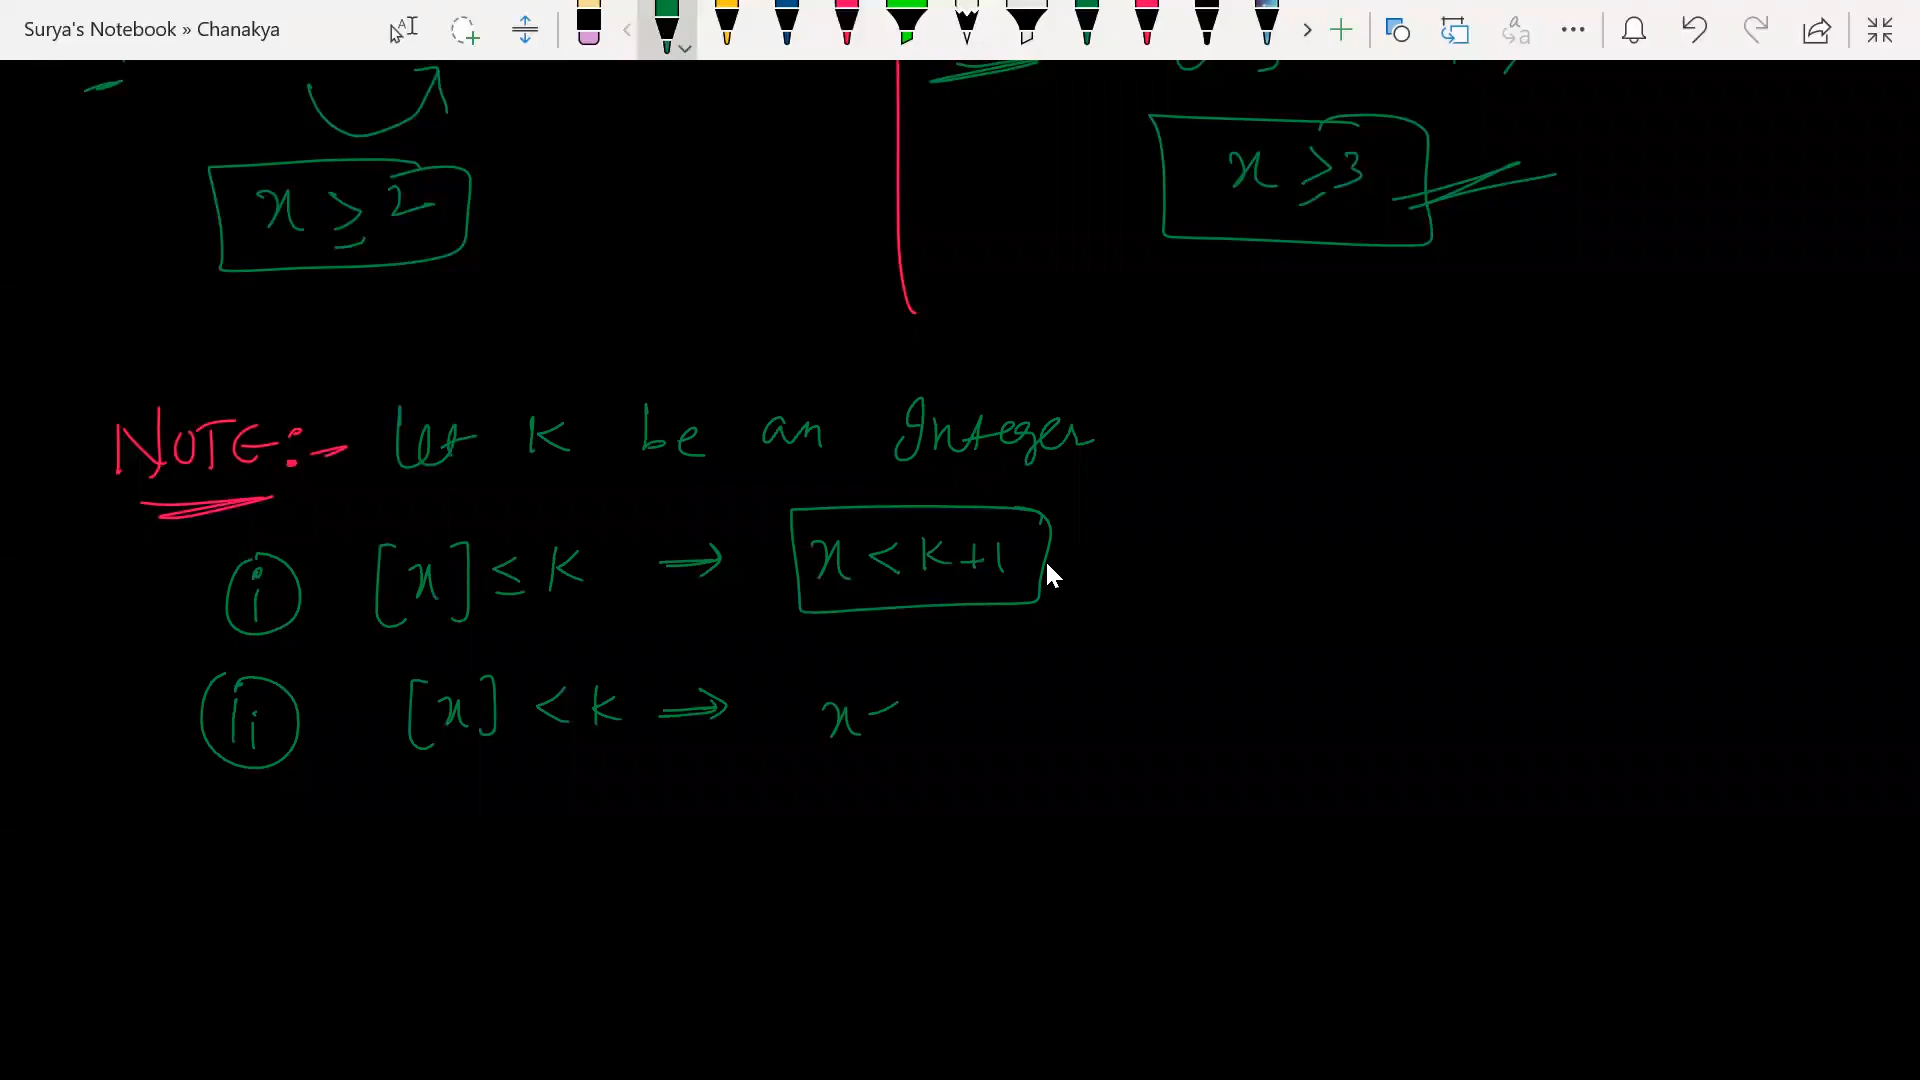 Surya's Notebook » Chanakya
x ≥ 2
x ≥ 3
NOTE:- Let K be an Integer
i [x] ≤ K ⇒ x < K+1
ii [x] < K ⇒ x